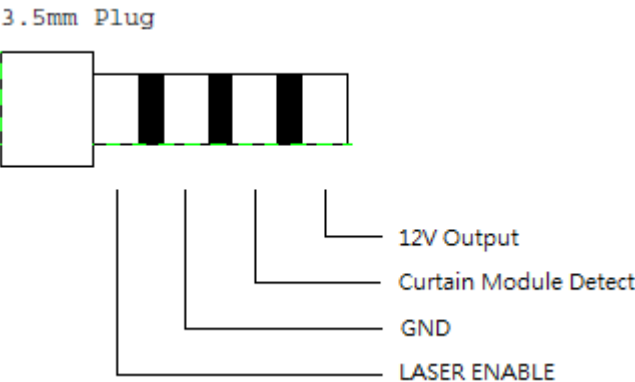 3.5mm Plug
12V Output
Curtain Module Detect
GND
LASER ENABLE